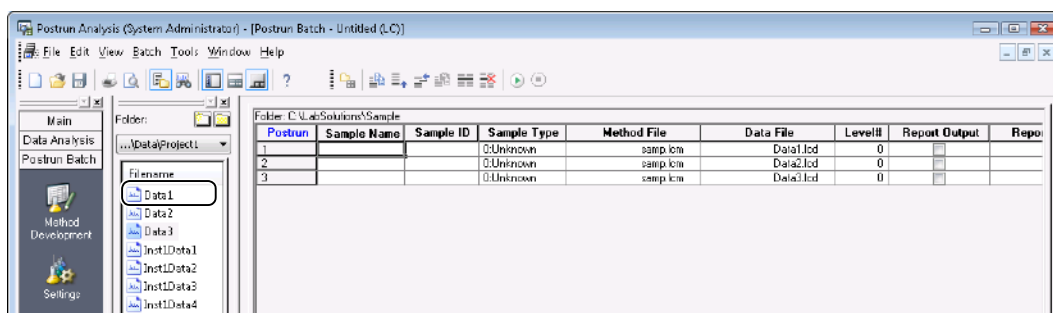 Postrun Analysis (System Administrator) - [Postrun Batch - Untitled (LC)]
File Edit View Batch Tools Window Help
Main
Data Analysis
Postrun Batch
Method
Development
Settings
Folder:
...\Data\Project1
Filename
Data1
Data2
Data3
Inst1Data1
Inst1Data2
Inst1Data3
Inst1Data4
Folder: C:\LabSolutions\Sample
Postrun Sample Name Sample ID Sample Type Method File Data File Level# Report Output Repor
1 0:Unknown samp.lcm Data1.lcd 0
2 0:Unknown samp.lcm Data2.lcd 0
3 0:Unknown samp.lcm Data3.lcd 0